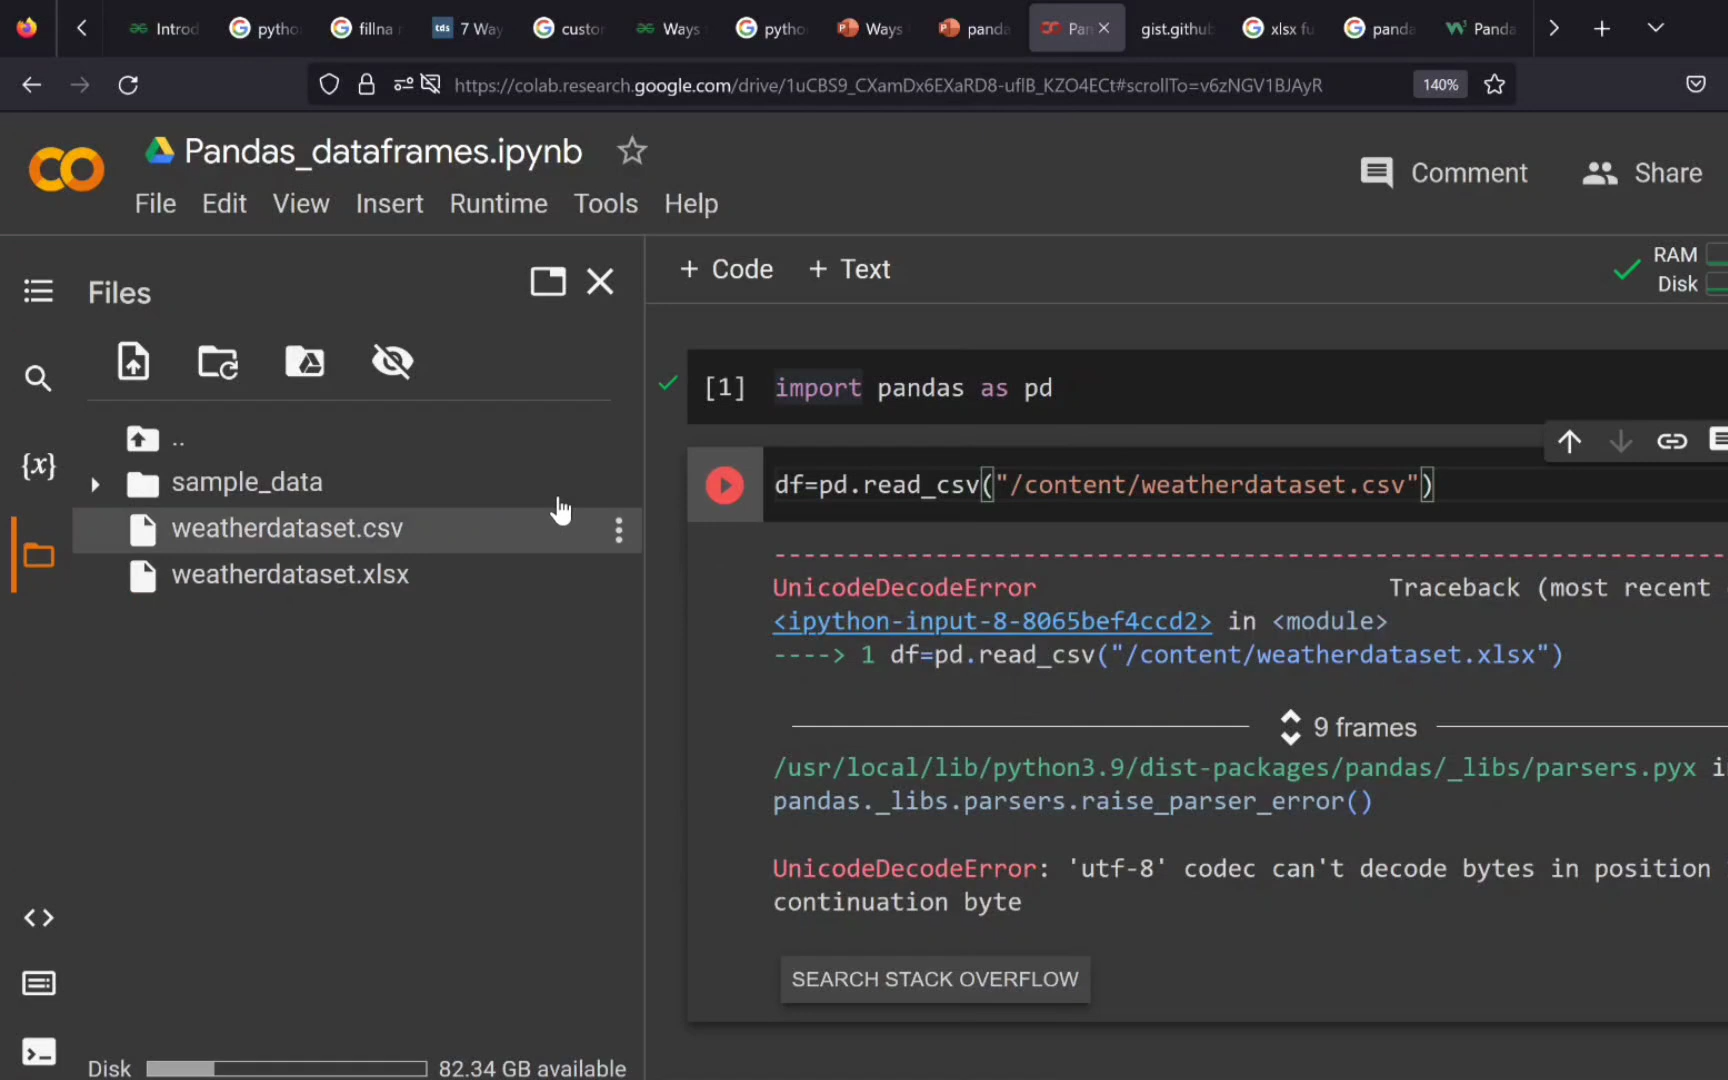 Introd
pytho
fillna
cds 7 Way
custor
Ways
pytho
Ways
panda
Pan
gist.github
xlsx fu
panda
Panda
https://colab.research.google.com/drive/1uCBS9_CXamDx6EXaRD8-uflB_KZO4ECt#scrollTo=v6zNGV1BJAyR
140%
Pandas_dataframes.ipynb
Comment
Share
File Edit View Insert Runtime Tools Help
Files
+ Code + Text
RAM
Disk
..
sample_data
weatherdataset.csv
weatherdataset.xlsx
{x}
[1] import pandas as pd
df=pd.read_csv("/content/weatherdataset.csv")
UnicodeDecodeError Traceback (most recent
<ipython-input-8-8065bef4ccd2> in <module>
----> 1 df=pd.read_csv("/content/weatherdataset.xlsx")
9 frames
/usr/local/lib/python3.9/dist-packages/pandas/_libs/parsers.pyx i
pandas._libs.parsers.raise_parser_error()
UnicodeDecodeError: 'utf-8' codec can't decode bytes in position
continuation byte
SEARCH STACK OVERFLOW
Disk 82.34 GB available